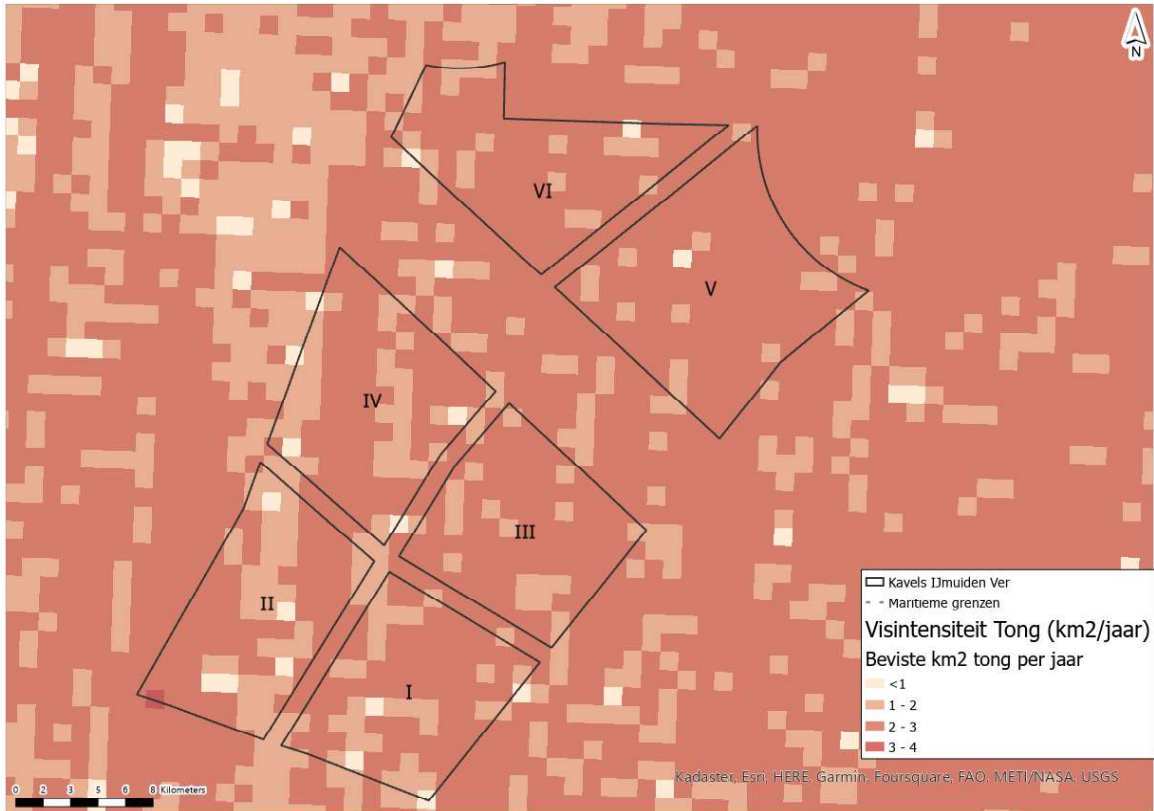 N
VI
V
IV
III
II
I
Kavels IJmuiden Ver
Maritieme grenzen
Visintensiteit Tong (km2/jaar)
Beviste km2 tong per jaar
<1
1 - 2
2 - 3
3 - 4
Kadaster, Esri, HERE, Garmin, Foursquare, FAO, METI/NASA, USGS
0 2 3 5 6 8 Kilometers